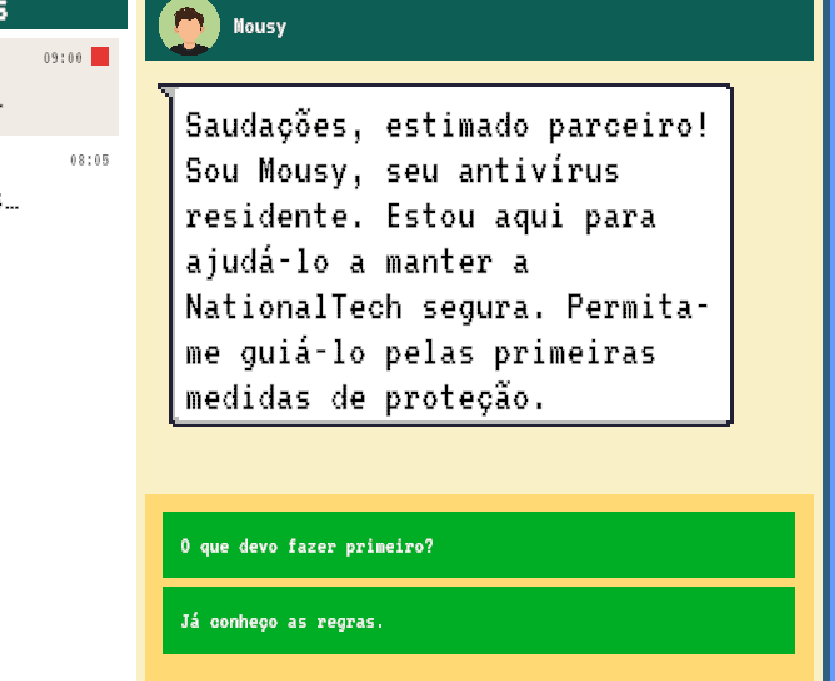 S
09:00
08:05
Mousy
Saudações, estimado parceiro!
Sou Mousy, seu antivírus
residente. Estou aqui para
ajudá-lo a manter a
NationalTech segura. Permita-
me guiá-lo pelas primeiras
medidas de proteção.
O que devo fazer primeiro?
Já conheço as regras.